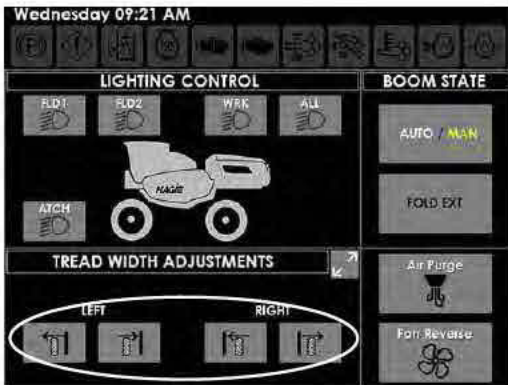 Wednesday 09:21 AM
LIGHTING CONTROL
BOOM STATE
FLD1
FLD2
WRK
ALL
AUTO / MAN
HAGIE
ATCH
FOLD EXT
TREAD WIDTH ADJUSTMENTS
Air Purge
LEFT
RIGHT
Fan Reverse